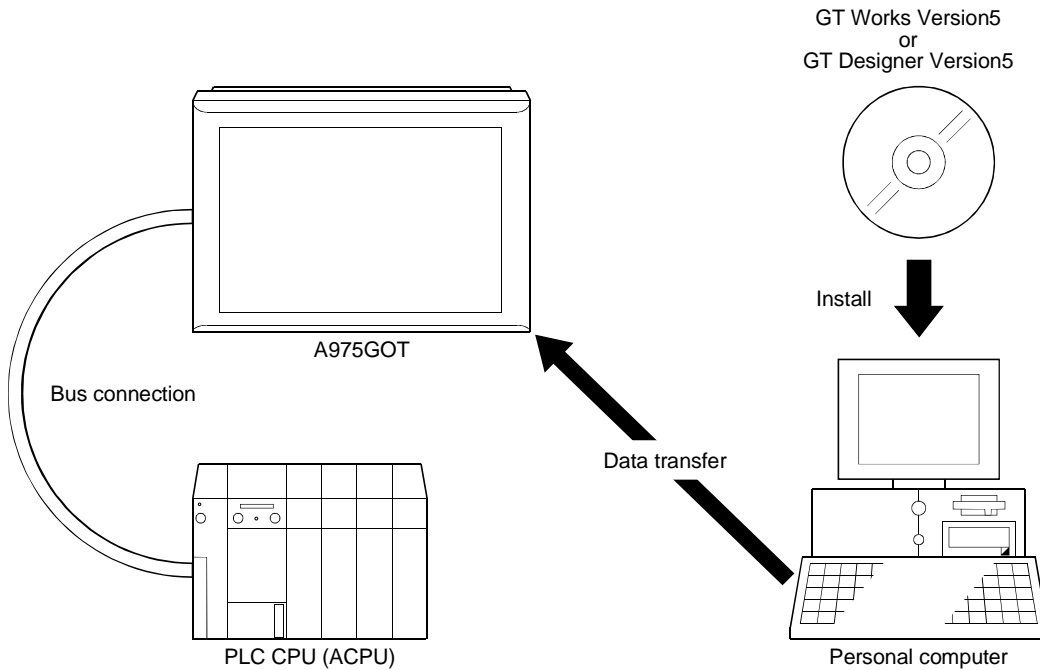 GT Works Version5
or
GT Designer Version5
Install
A975GOT
Bus connection
Data transfer
PLC CPU (ACPU)
Personal computer